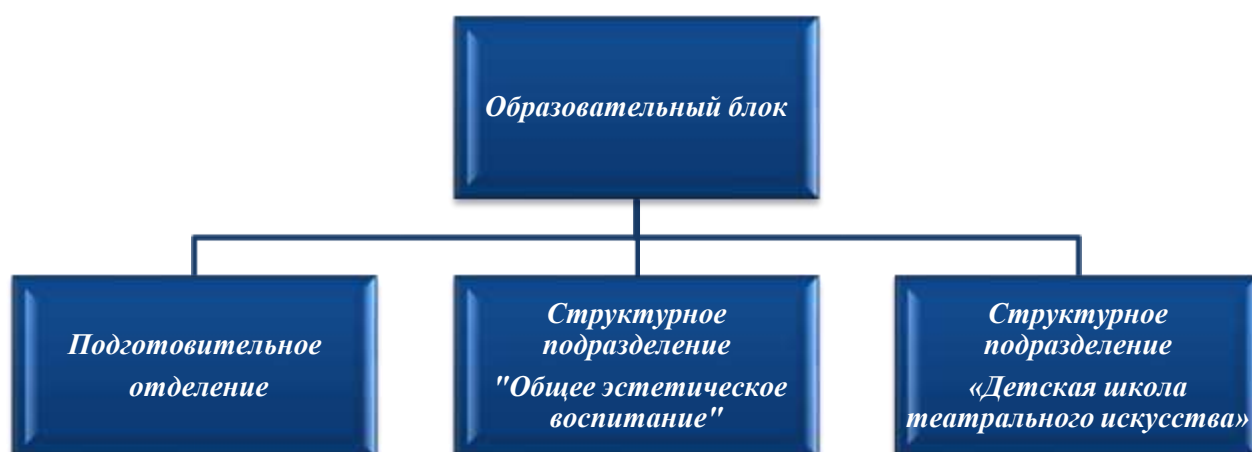 Образовательный блок
Подготовительное
отделение
Структурное
подразделение
"Общее эстетическое
воспитание"
Структурное
подразделение
«Детская школа
театрального искусства»